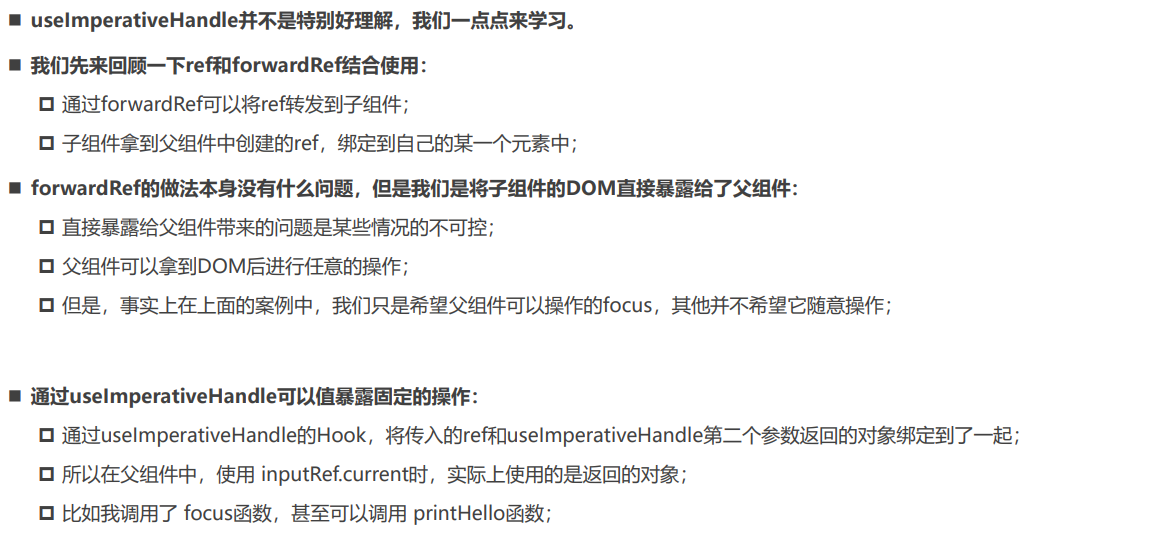 useImperativeHandle并不是特别好理解，我们一点点来学习。
我们先来回顾一下ref和forwardRef结合使用：
通过forwardRef可以将ref转发到子组件；
子组件拿到父组件中创建的ref，绑定到自己的某一个元素中；
forwardRef的做法本身没有什么问题，但是我们是将子组件的DOM直接暴露给了父组件：
直接暴露给父组件带来的问题是某些情况的不可控；
父组件可以拿到DOM后进行任意的操作；
但是，事实上在上面的案例中，我们只是希望父组件可以操作的focus，其他并不希望它随意操作；
通过useImperativeHandle可以值暴露固定的操作：
通过useImperativeHandle的Hook，将传入的ref和useImperativeHandle第二个参数返回的对象绑定到了一起；
所以在父组件中，使用 inputRef.current时，实际上使用的是返回的对象；
比如我调用了 focus函数，甚至可以调用 printHello函数；